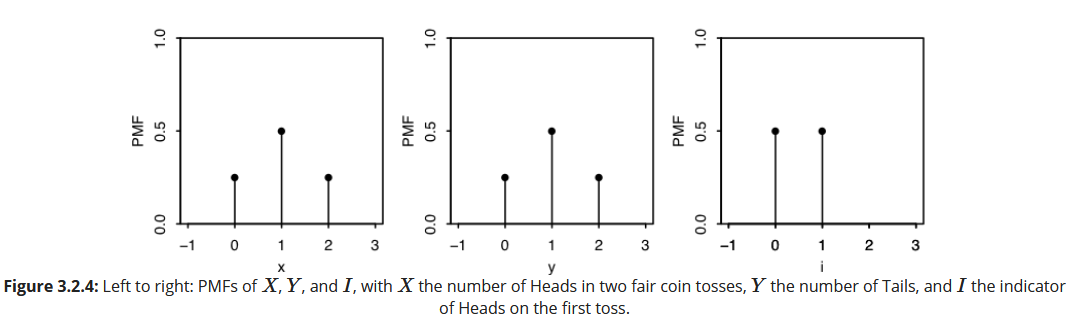 PMF
1.0
0.5
0.0
−1 0 1 2 3
x
PMF
1.0
0.5
0.0
−1 0 1 2 3
y
PMF
1.0
0.5
0.0
−1 0 1 2 3
i
Figure 3.2.4: Left to right: PMFs of X, Y, and I, with X the number of Heads in two fair coin tosses, Y the number of Tails, and I the indicator
of Heads on the first toss.